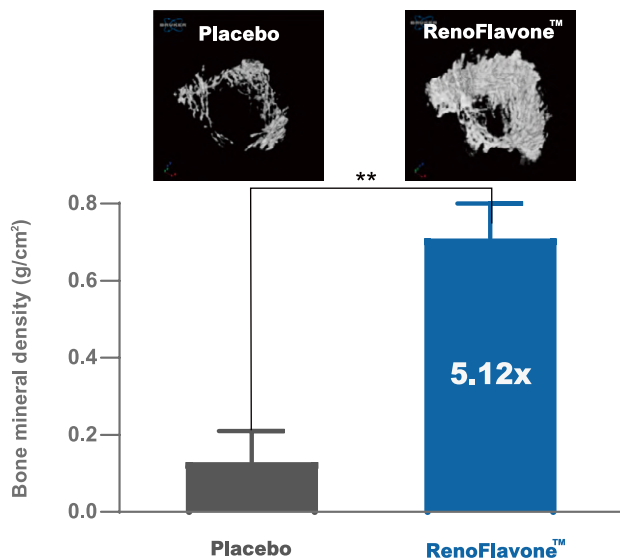 BRUKER
Placebo
RenoFlavone™
**
Bone mineral density (g/cm²)
0.8
0.6
0.4
0.2
0.0
5.12x
Placebo
RenoFlavone™